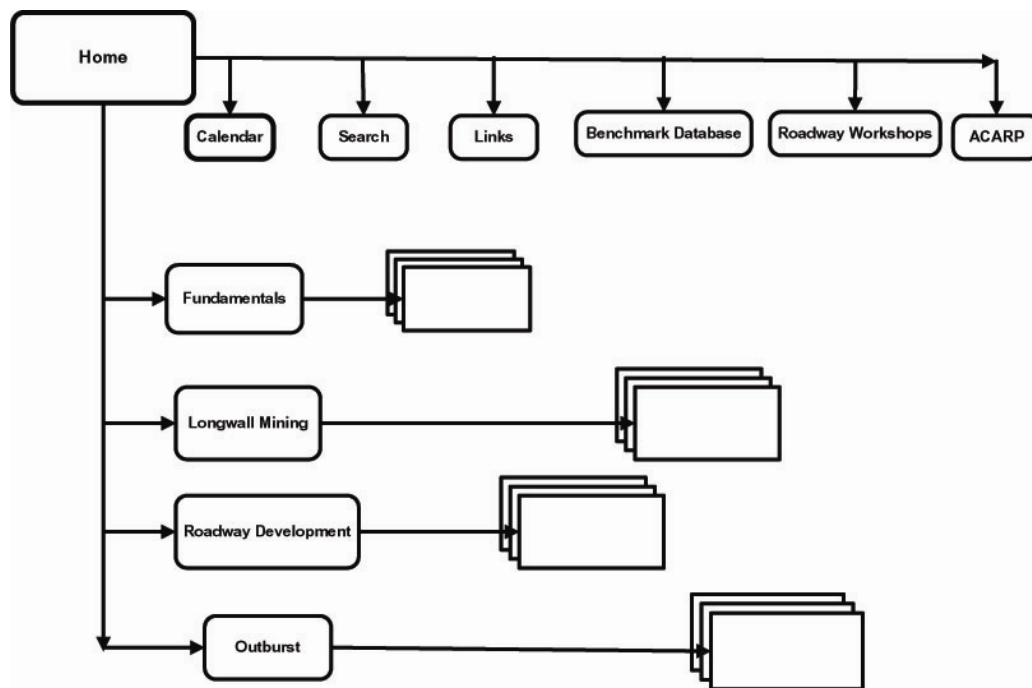 Home
Calendar
Search
Links
Benchmark Database
Roadway Workshops
ACARP
Fundamentals
Longwall Mining
Roadway Development
Outburst